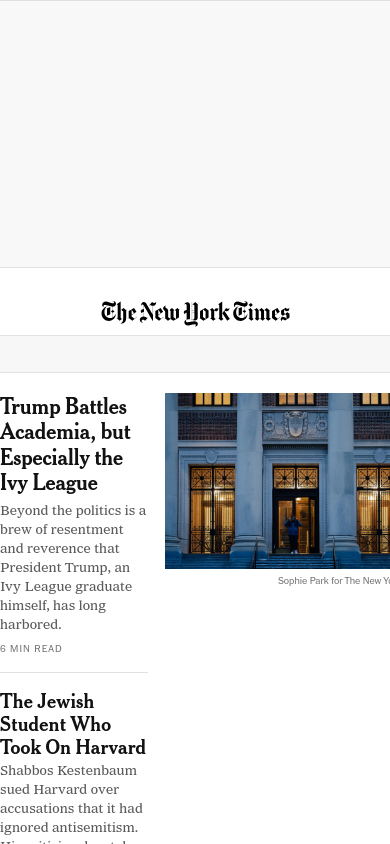 The New York Times
Trump Battles
Academia, but
Especially the
Ivy League
Beyond the politics is a
brew of resentment
and reverence that
President Trump, an
Ivy League graduate
himself, has long
harbored.
6 MIN READ
Sophie Park for The New Yo
The Jewish
Student Who
Took On Harvard
Shabbos Kestenbaum
sued Harvard over
accusations that it had
ignored antisemitism.